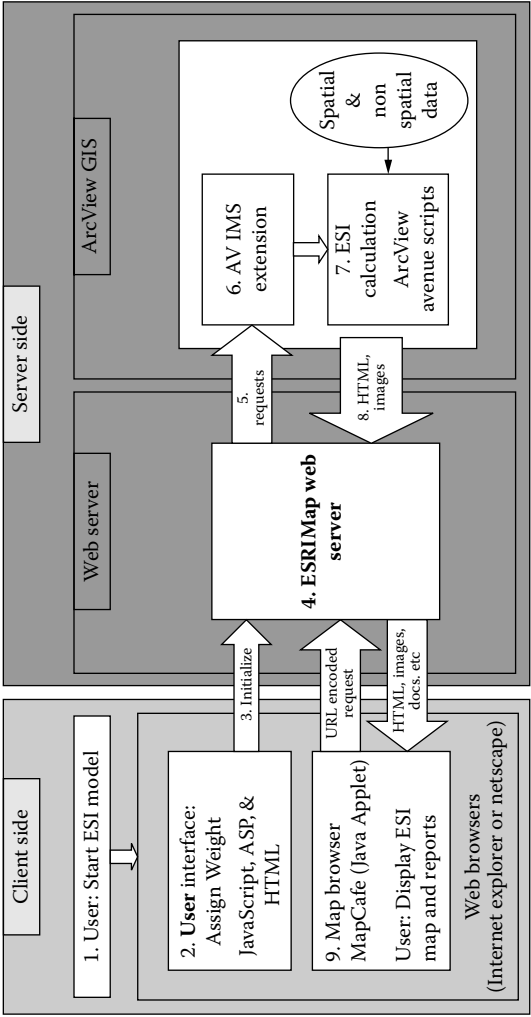 Client side
1. User: Start ESI model
2. User interface:
Assign Weight
JavaScript, ASP, &
HTML
9. Map browser
MapCafe (Java Applet)
User: Display ESI
map and reports
Web browsers
(Internet explorer or netscape)
3. Initialize
URL encoded
request
HTML, images,
docs. etc
Server side
Web server
4. ESRIMap web
server
5.
requests
8. HTML,
images
ArcView GIS
6. AV IMS
extension
7. ESI
calculation
ArcView
avenue scripts
Spatial
&
non
spatial
data